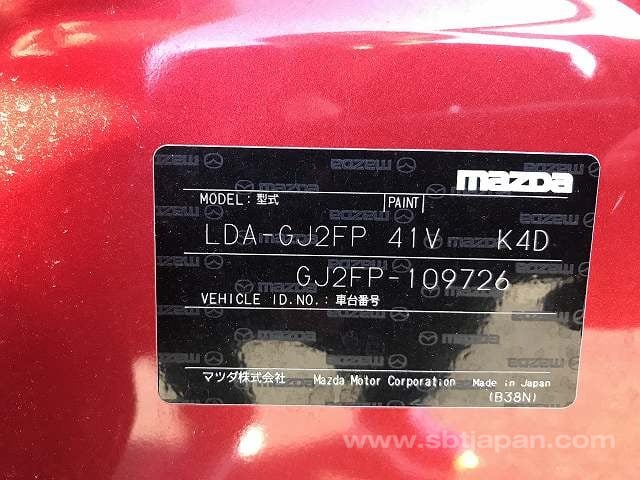 mazda
MODEL: 型式 PAINT
LDA-GJ2FP 41V K4D
GJ2FP-109726
VEHICLE ID.NO.: 車台番号
マツダ株式会社 Mazda Motor Corporation Made in Japan
(B38N)
www.sbtjapan.com